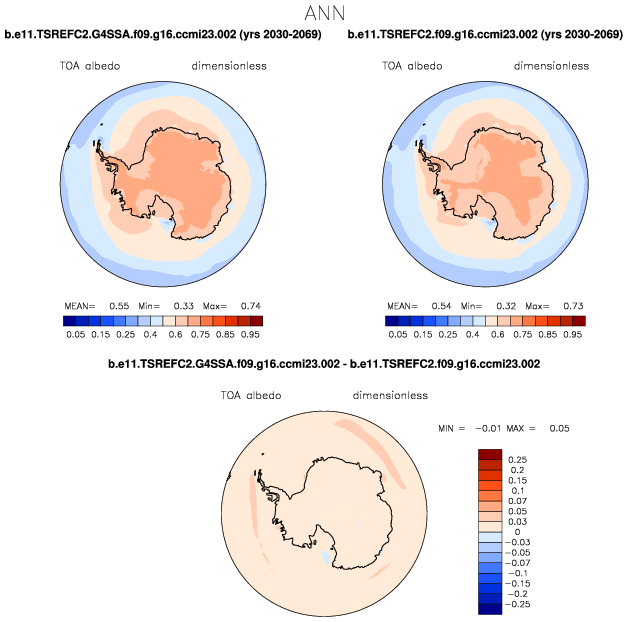 ANN
b.e11.TSREFC2.G4SSA.f09.g16.ccmi23.002 (yrs 2030-2069)
b.e11.TSREFC2.f09.g16.ccmi23.002 (yrs 2030-2069)
TOA albedo dimensionless
TOA albedo dimensionless
MEAN= 0.55 Min= 0.33 Max= 0.74
MEAN= 0.54 Min= 0.32 Max= 0.73
0.05 0.15 0.25 0.4 0.6 0.75 0.85 0.95
0.05 0.15 0.25 0.4 0.6 0.75 0.85 0.95
b.e11.TSREFC2.G4SSA.f09.g16.ccmi23.002 - b.e11.TSREFC2.f09.g16.ccmi23.002
TOA albedo dimensionless
MIN = -0.01 MAX = 0.05
0.25
0.2
0.15
0.1
0.07
0.05
0.03
0
-0.03
-0.05
-0.07
-0.1
-0.15
-0.2
-0.25